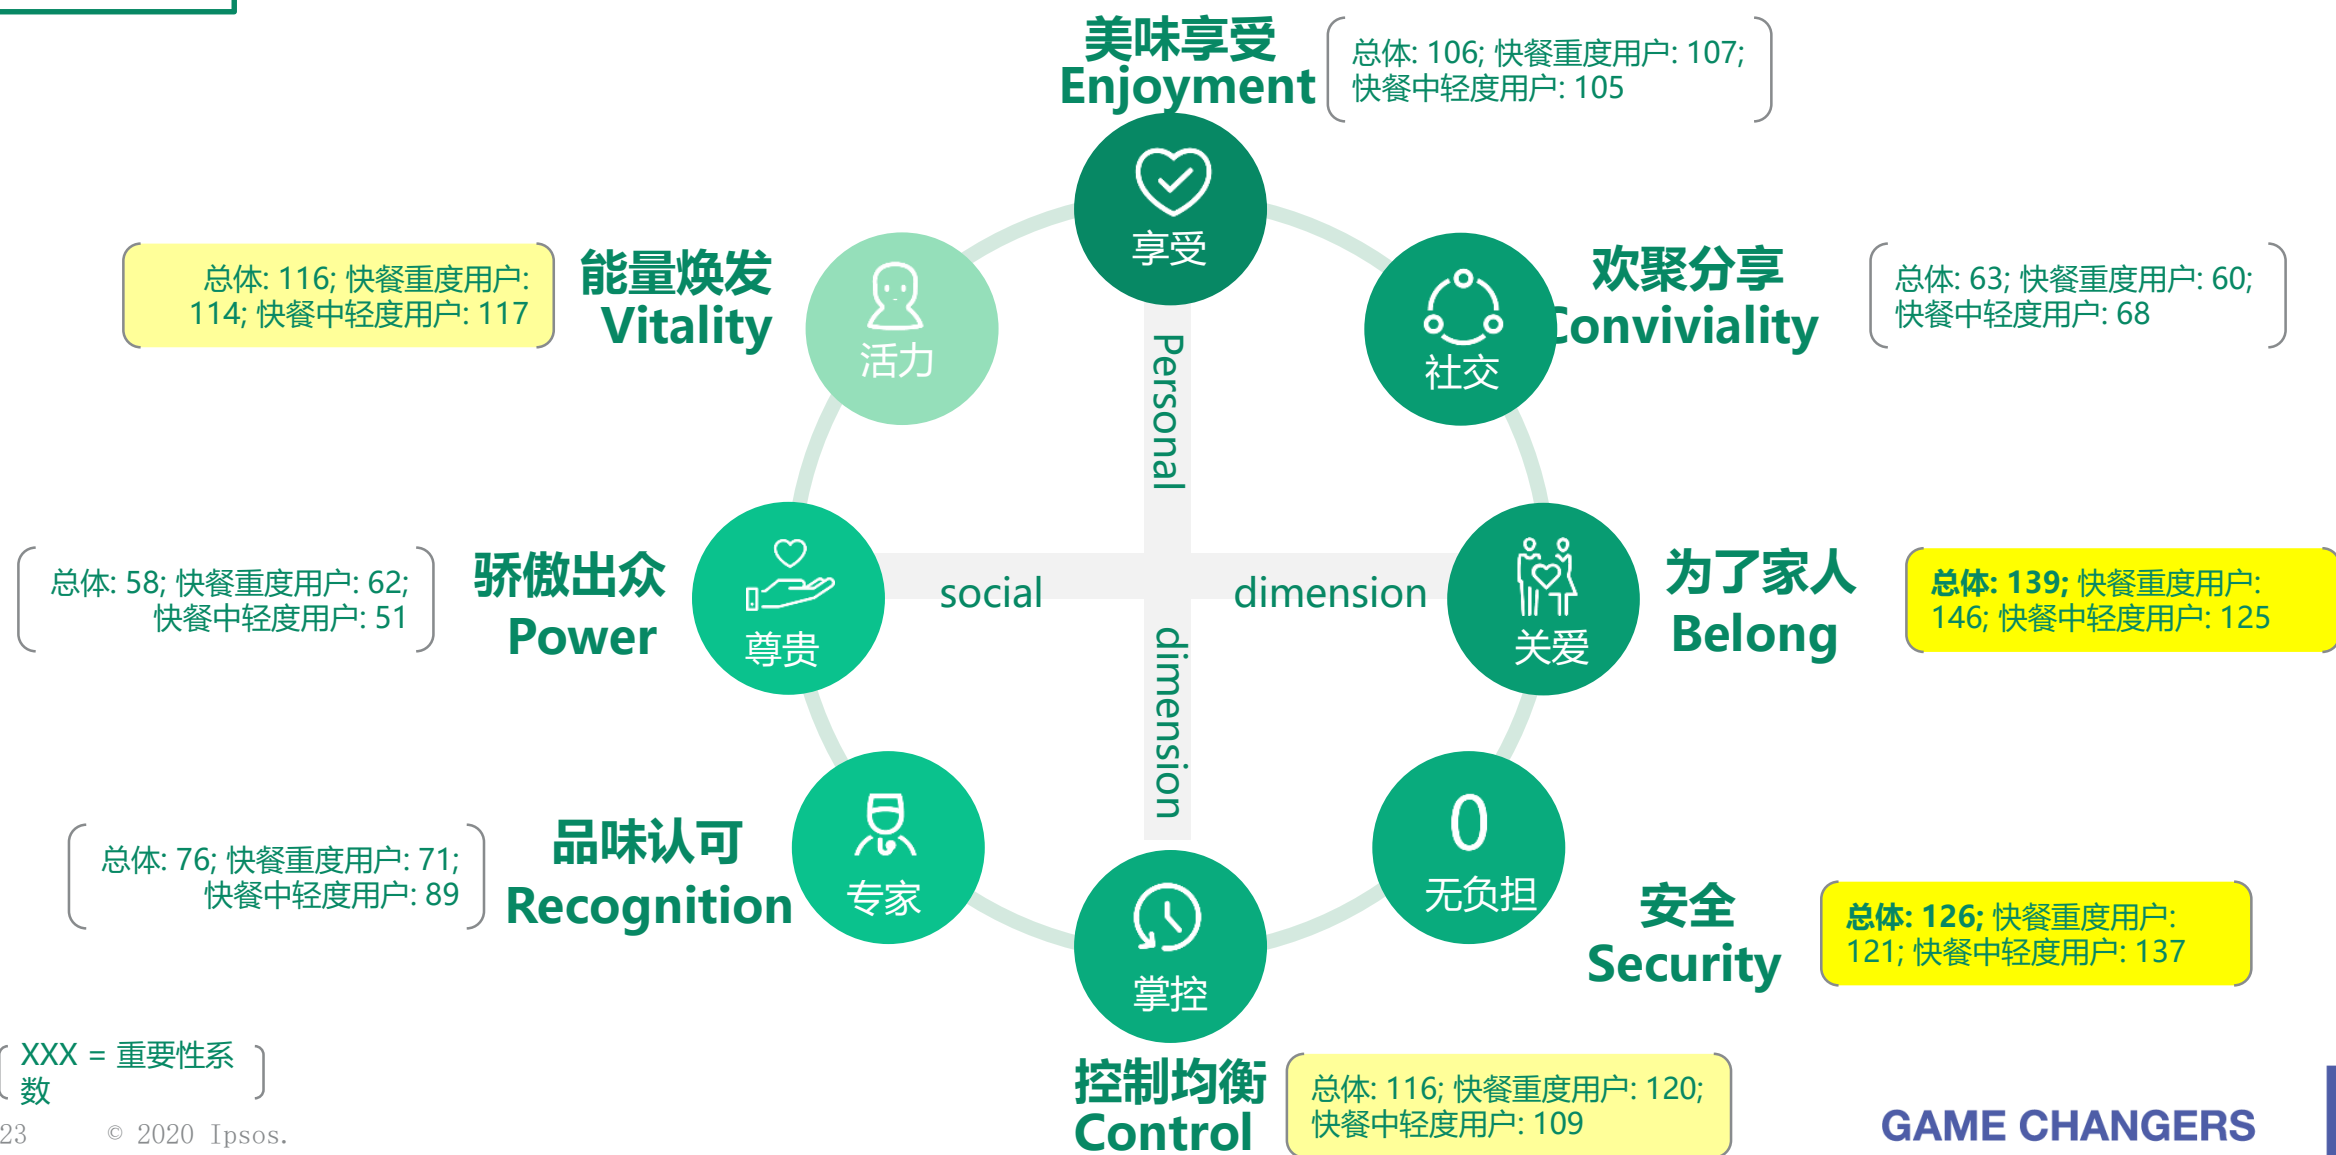 美味享受
Enjoyment
总体: 106; 快餐重度用户: 107;
快餐中轻度用户: 105
享受
总体: 116; 快餐重度用户:
114; 快餐中轻度用户: 117
能量焕发
Vitality
活力
社交
欢聚分享
Conviviality
总体: 63; 快餐重度用户: 60;
快餐中轻度用户: 68
Personal
dimension
social
dimension
总体: 58; 快餐重度用户: 62;
快餐中轻度用户: 51
骄傲出众
Power
尊贵
关爱
为了家人
Belong
总体: 139; 快餐重度用户:
146; 快餐中轻度用户: 125
总体: 76; 快餐重度用户: 71;
快餐中轻度用户: 89
品味认可
Recognition
专家
0
无负担
安全
Security
总体: 126; 快餐重度用户:
121; 快餐中轻度用户: 137
掌控
控制均衡
Control
总体: 116; 快餐重度用户: 120;
快餐中轻度用户: 109
XXX = 重要性系
数
23
© 2020 Ipsos.
GAME CHANGERS